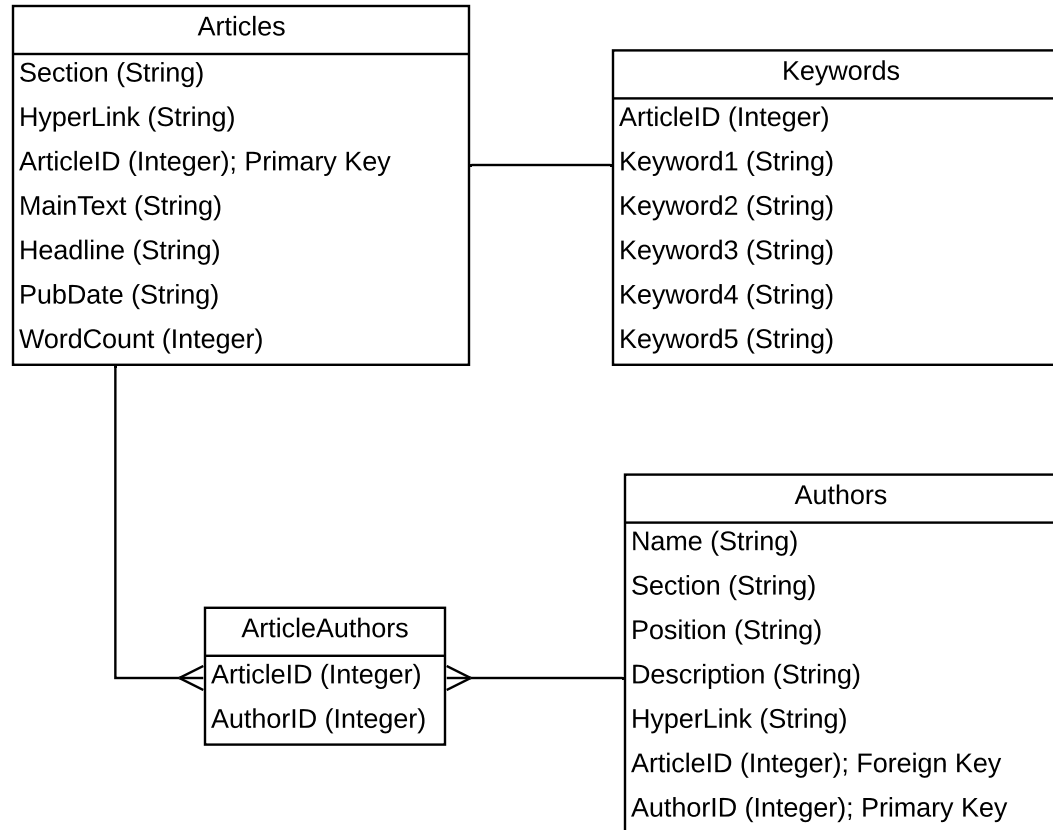 Articles
Section (String)
HyperLink (String)
ArticleID (Integer); Primary Key
MainText (String)
Headline (String)
PubDate (String)
WordCount (Integer)
Keywords
ArticleID (Integer)
Keyword1 (String)
Keyword2 (String)
Keyword3 (String)
Keyword4 (String)
Keyword5 (String)
ArticleAuthors
ArticleID (Integer)
AuthorID (Integer)
Authors
Name (String)
Section (String)
Position (String)
Description (String)
HyperLink (String)
ArticleID (Integer); Foreign Key
AuthorID (Integer); Primary Key